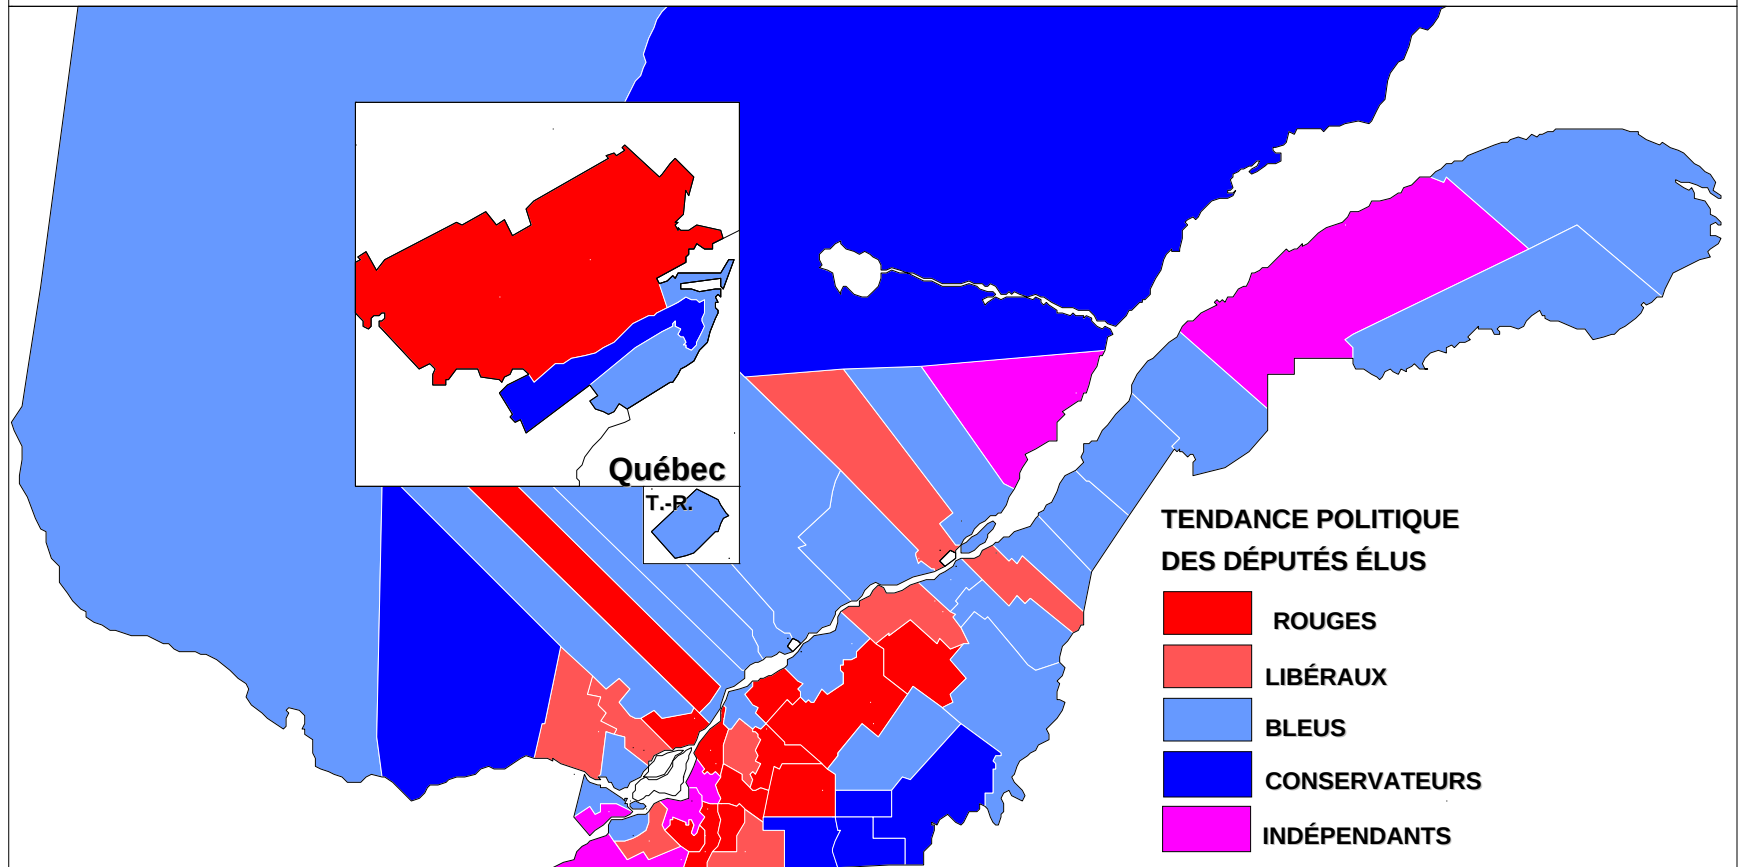 Québec
T.-R.
TENDANCE POLITIQUE
DES DÉPUTÉS ÉLUS
ROUGES
LIBÉRAUX
BLEUS
CONSERVATEURS
INDÉPENDANTS